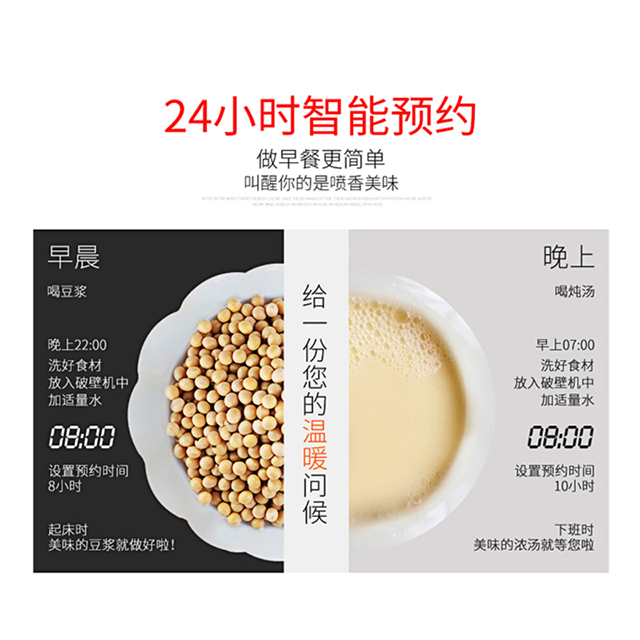 24小时智能预约
做早餐更简单
叫醒你的是喷香美味
早晨
喝豆浆
晚上22:00
洗好食材
放入破壁机中
加适量水
08:00
设置预约时间
8小时
起床时
美味的豆浆就做好啦!
给一份您的温暖问候
晚上
喝炖汤
早上07:00
洗好食材
放入破壁机中
加适量水
08:00
设置预约时间
10小时
下班时
美味的浓汤就等您啦